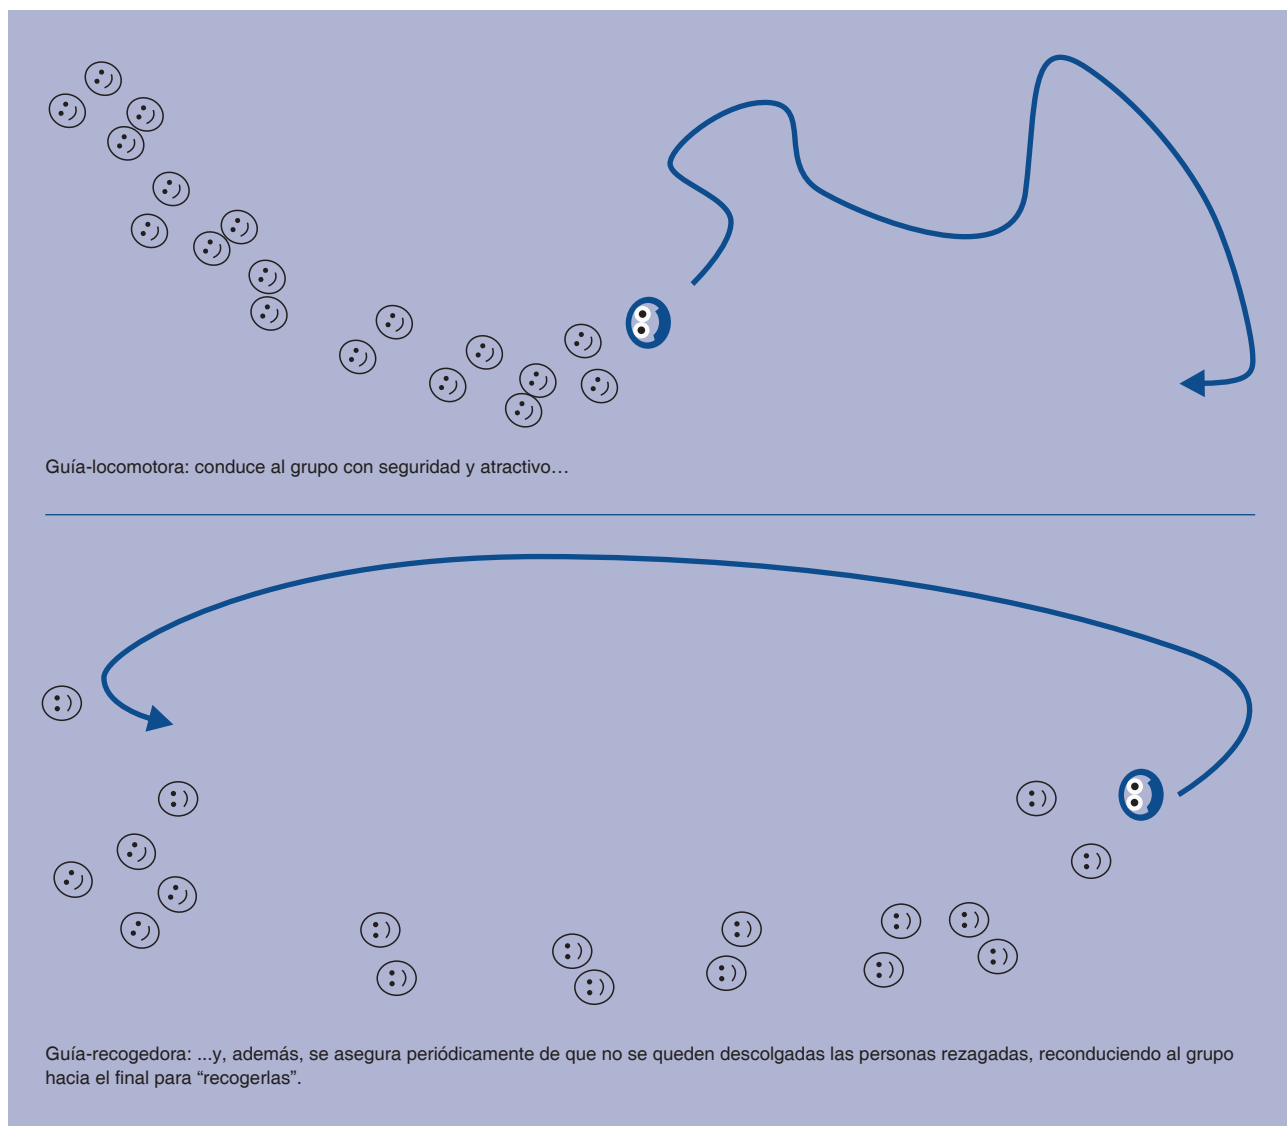 Guía-locomotora: conduce al grupo con seguridad y atractivo…
Guía-recogedora: ...y, además, se asegura periódicamente de que no se queden descolgadas las personas rezagadas, reconduciendo al grupo
hacia el final para “recogerlas”.